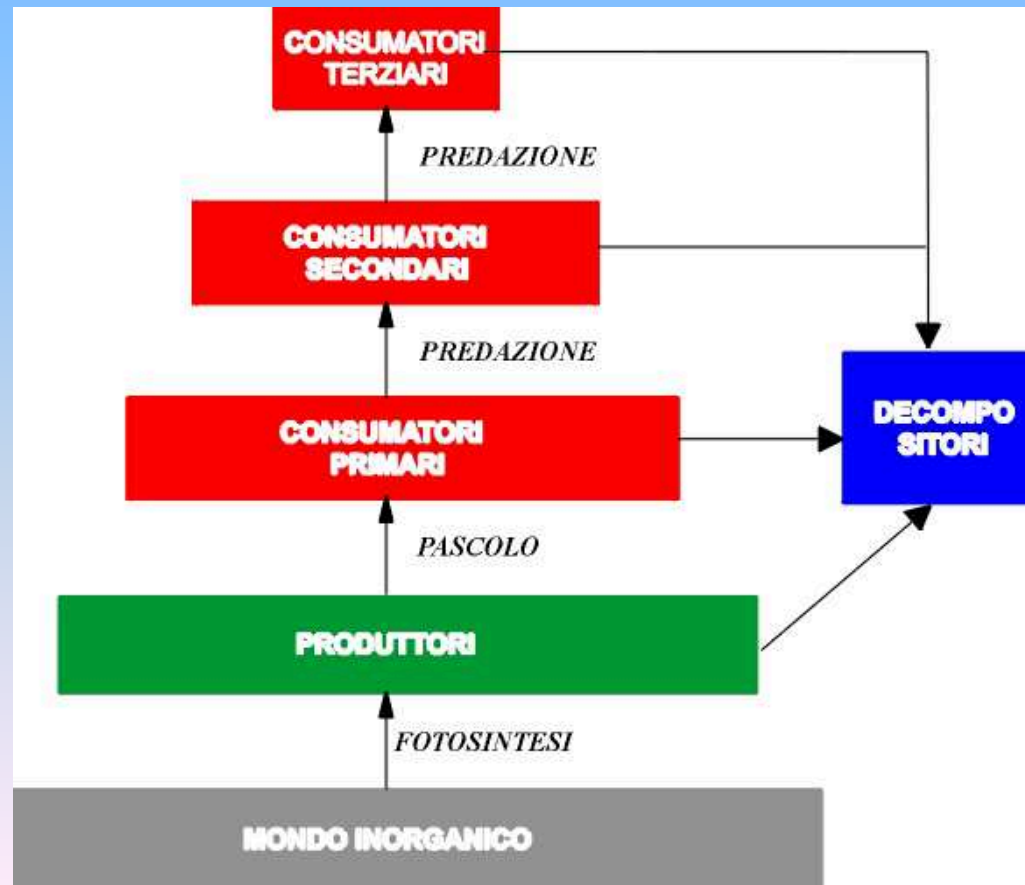 CONSUMATORI
TERZIARI
PREDAZIONE
CONSUMATORI
SECONDARI
PREDAZIONE
CONSUMATORI
PRIMARI
DECOMPO
SITORI
PASCOLO
PRODUTTORI
FOTOSINTESI
MONDO INORGANICO